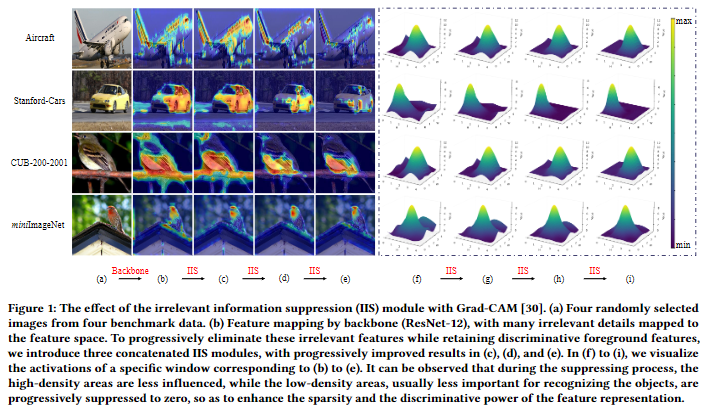 Aircraft
Stanford-Cars
CUB-200-2001
miniImageNet
max
min
Backbone IIS IIS IIS IIS IIS IIS
(a) (b) (c) (d) (e) (f) (g) (h) (i)
Figure 1: The effect of the irrelevant information suppression (IIS) module with Grad-CAM [30]. (a) Four randomly selected
images from four benchmark data. (b) Feature mapping by backbone (ResNet-12), with many irrelevant details mapped to
the feature space. To progressively eliminate these irrelevant features while retaining discriminative foreground features,
we introduce three concatenated IIS modules, with progressively improved results in (c), (d), and (e). In (f) to (i), we visualize
the activations of a specific window corresponding to (b) to (e). It can be observed that during the suppressing process, the
high-density areas are less influenced, while the low-density areas, usually less important for recognizing the objects, are
progressively suppressed to zero, so as to enhance the sparsity and the discriminative power of the feature representation.